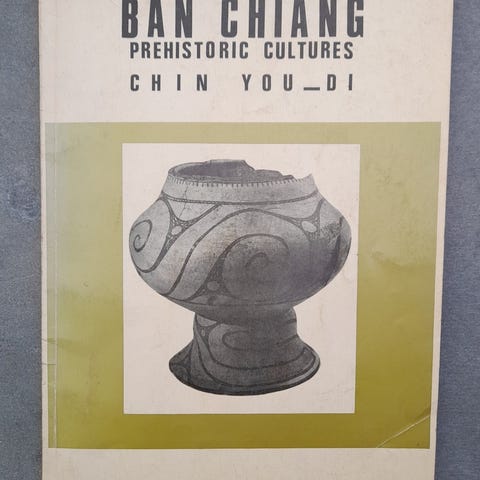 BAN CHIANG
PREHISTORIC CULTURES
CHIN YOU_DI